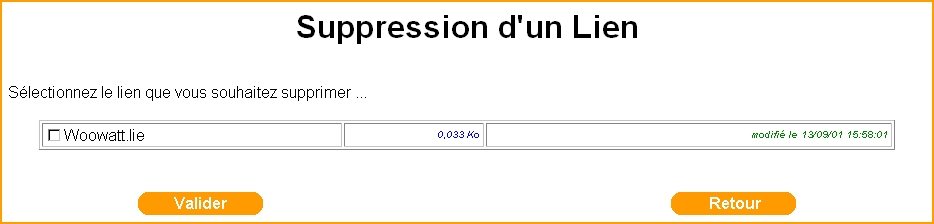 Suppression d'un Lien
Sélectionnez le lien que vous souhaitez supprimer ...
Woowatt.lie 0,033 Ko modifié le 13/09/01 15:58:01
Valider Retour